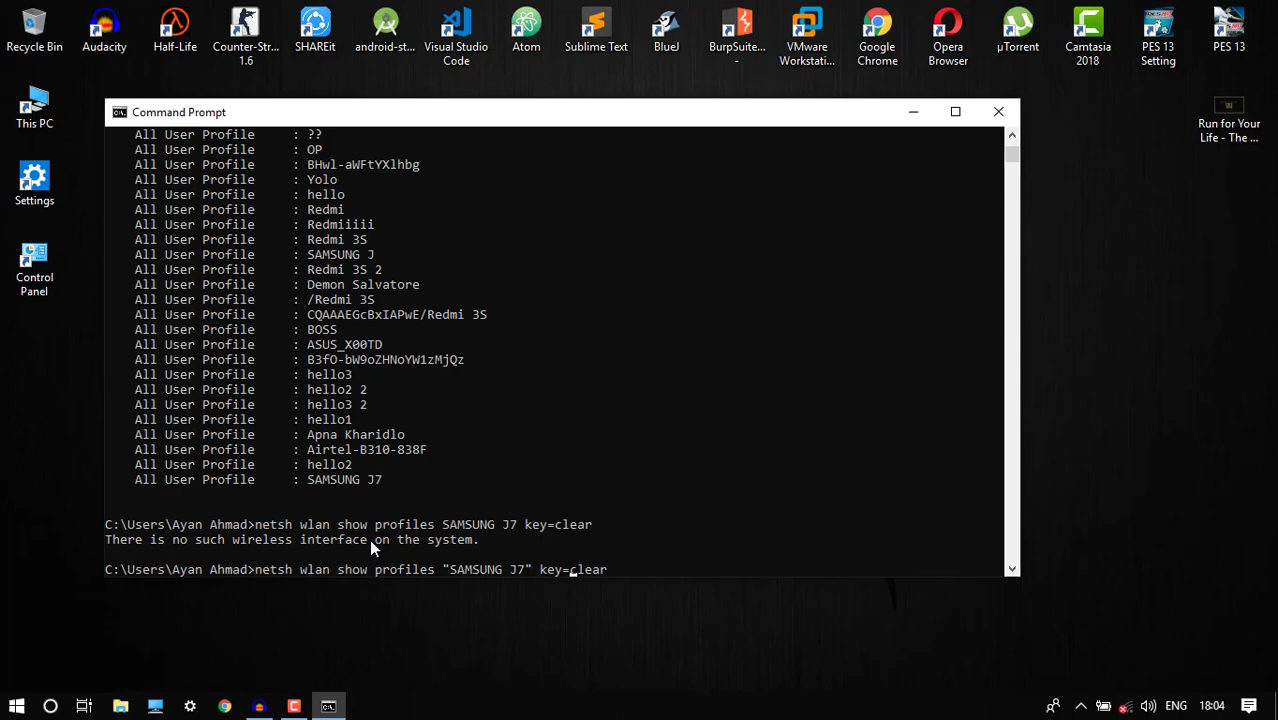 Recycle Bin
Audacity
Half-Life
Counter-Str... 1.6
SHAREit
android-st...
Visual Studio Code
Atom
Sublime Text
BlueJ
BurpSuite... -
VMware Workstati...
Google Chrome
Opera Browser
µTorrent
Camtasia 2018
PES 13 Setting
PES 13
This PC
Run for Your Life - The ...
Settings
Control Panel
Command Prompt
All User Profile : ??
All User Profile : OP
All User Profile : BHwl-aWFtYXlhbg
All User Profile : Yolo
All User Profile : hello
All User Profile : Redmi
All User Profile : Redmiiiii
All User Profile : Redmi 3S
All User Profile : SAMSUNG J
All User Profile : Redmi 3S 2
All User Profile : Demon Salvatore
All User Profile : /Redmi 3S
All User Profile : CQAAAEGcBxIAPwE/Redmi 3S
All User Profile : BOSS
All User Profile : ASUS_X00TD
All User Profile : B3fO-bW9oZHNoYW1zMjQz
All User Profile : hello3
All User Profile : hello2 2
All User Profile : hello3 2
All User Profile : hello1
All User Profile : Apna Kharidlo
All User Profile : Airtel-B310-838F
All User Profile : hello2
All User Profile : SAMSUNG J7
C:\Users\Ayan Ahmad>netsh wlan show profiles SAMSUNG J7 key=clear
There is no such wireless interface on the system.
C:\Users\Ayan Ahmad>netsh wlan show profiles "SAMSUNG J7" key=clear
ENG
18:04